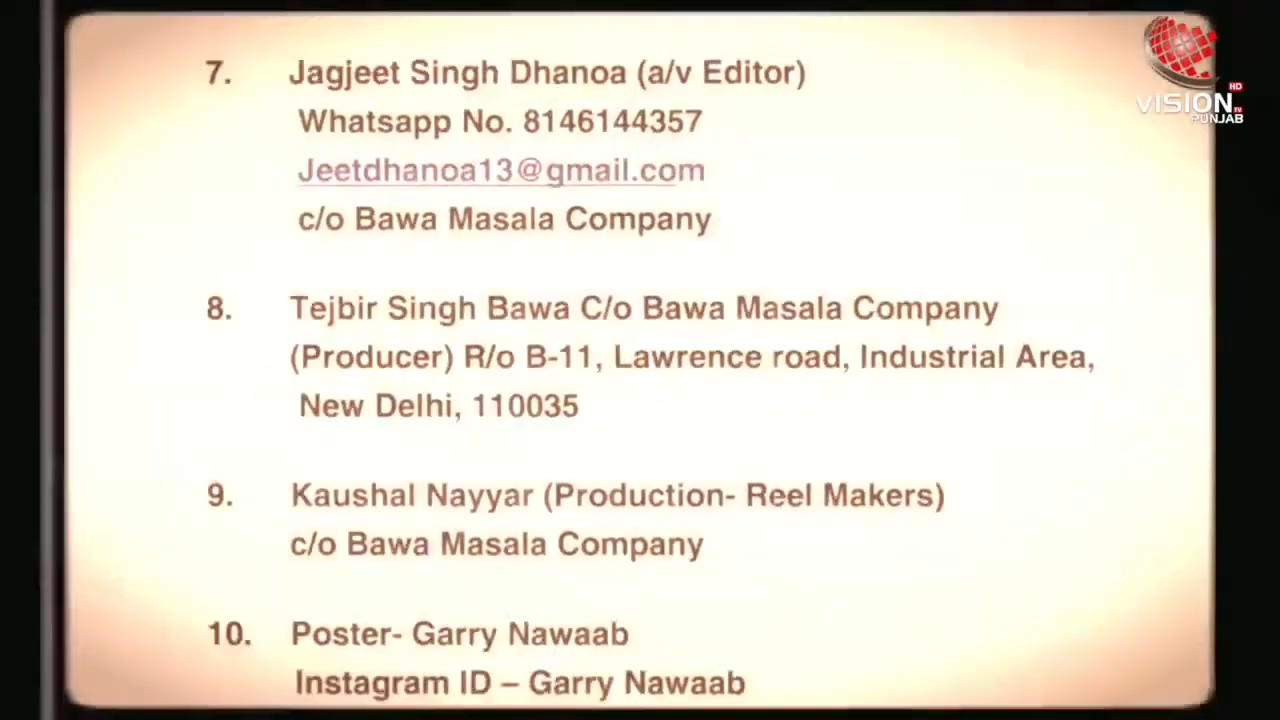 7. Jagjeet Singh Dhanoa (a/v Editor)
Whatsapp No. 8146144357
Jeetdhanoa13@gmail.com
c/o Bawa Masala Company
8. Tejbir Singh Bawa C/o Bawa Masala Company
(Producer) R/o B-11, Lawrence road, Industrial Area,
New Delhi, 110035
9. Kaushal Nayyar (Production- Reel Makers)
c/o Bawa Masala Company
10. Poster- Garry Nawaab
Instagram ID – Garry Nawaab
HD
VISION TV
PUNJAB